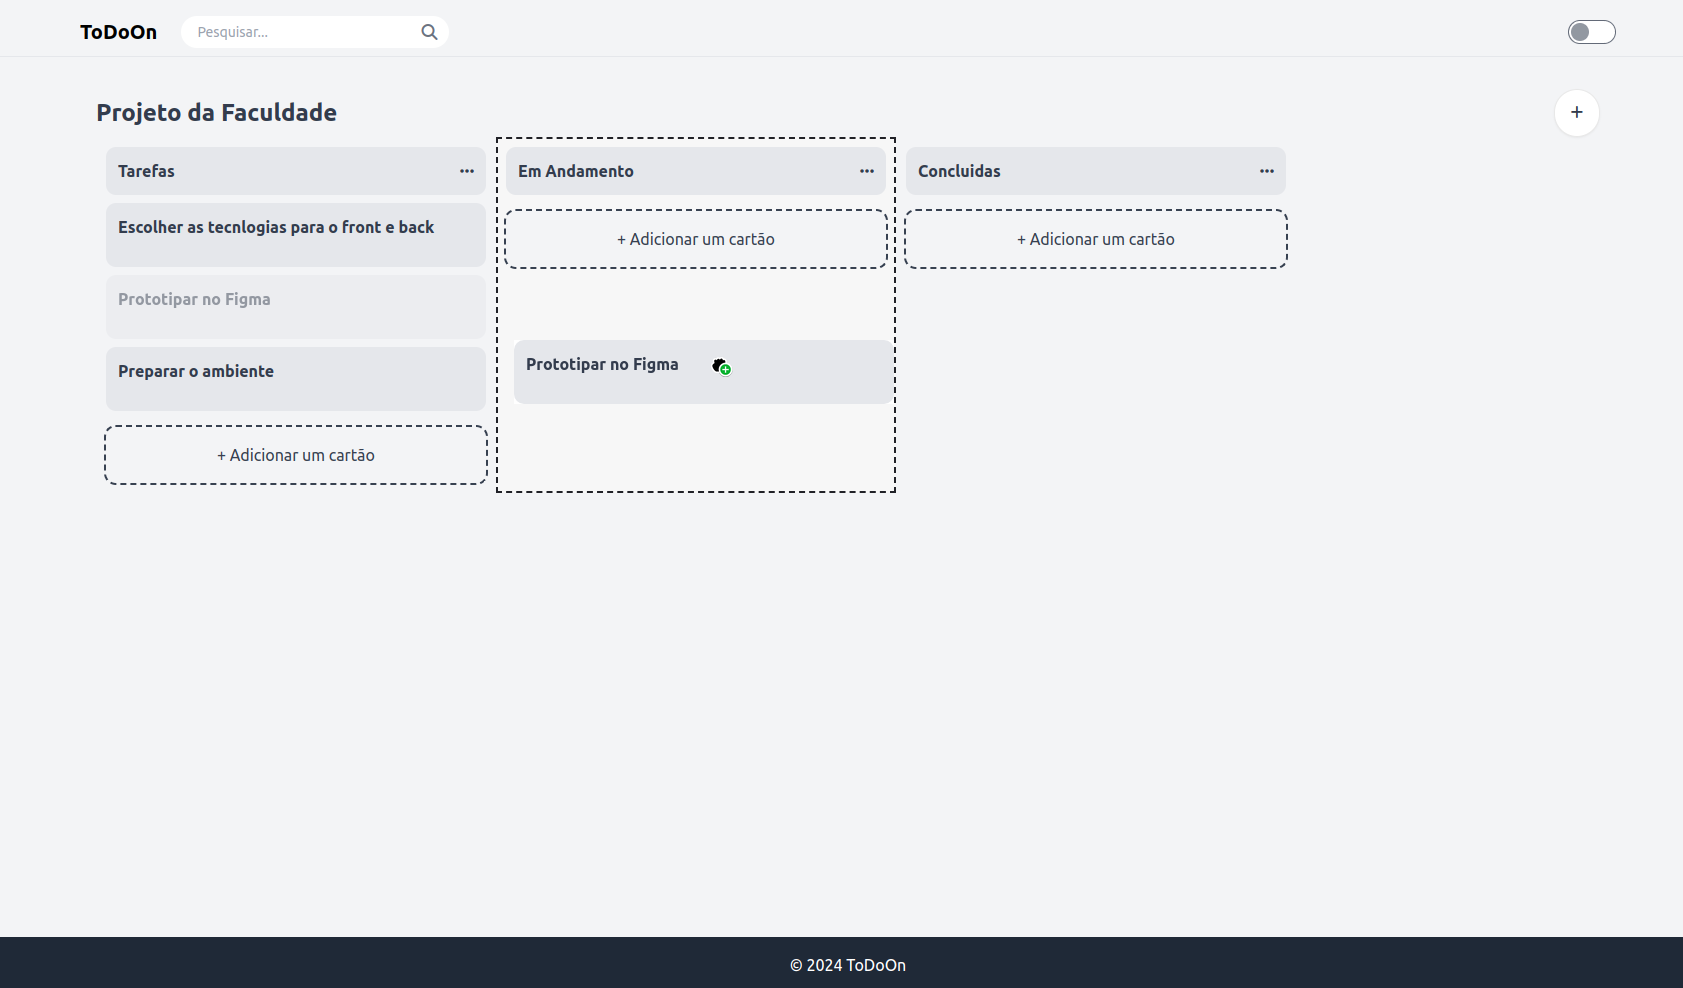 ToDoOn
Pesquisar...
Projeto da Faculdade
+
Tarefas
Escolher as tecnlogias para o front e back
Prototipar no Figma
Preparar o ambiente
+ Adicionar um cartão
Em Andamento
+ Adicionar um cartão
Prototipar no Figma
Concluidas
+ Adicionar um cartão
© 2024 ToDoOn